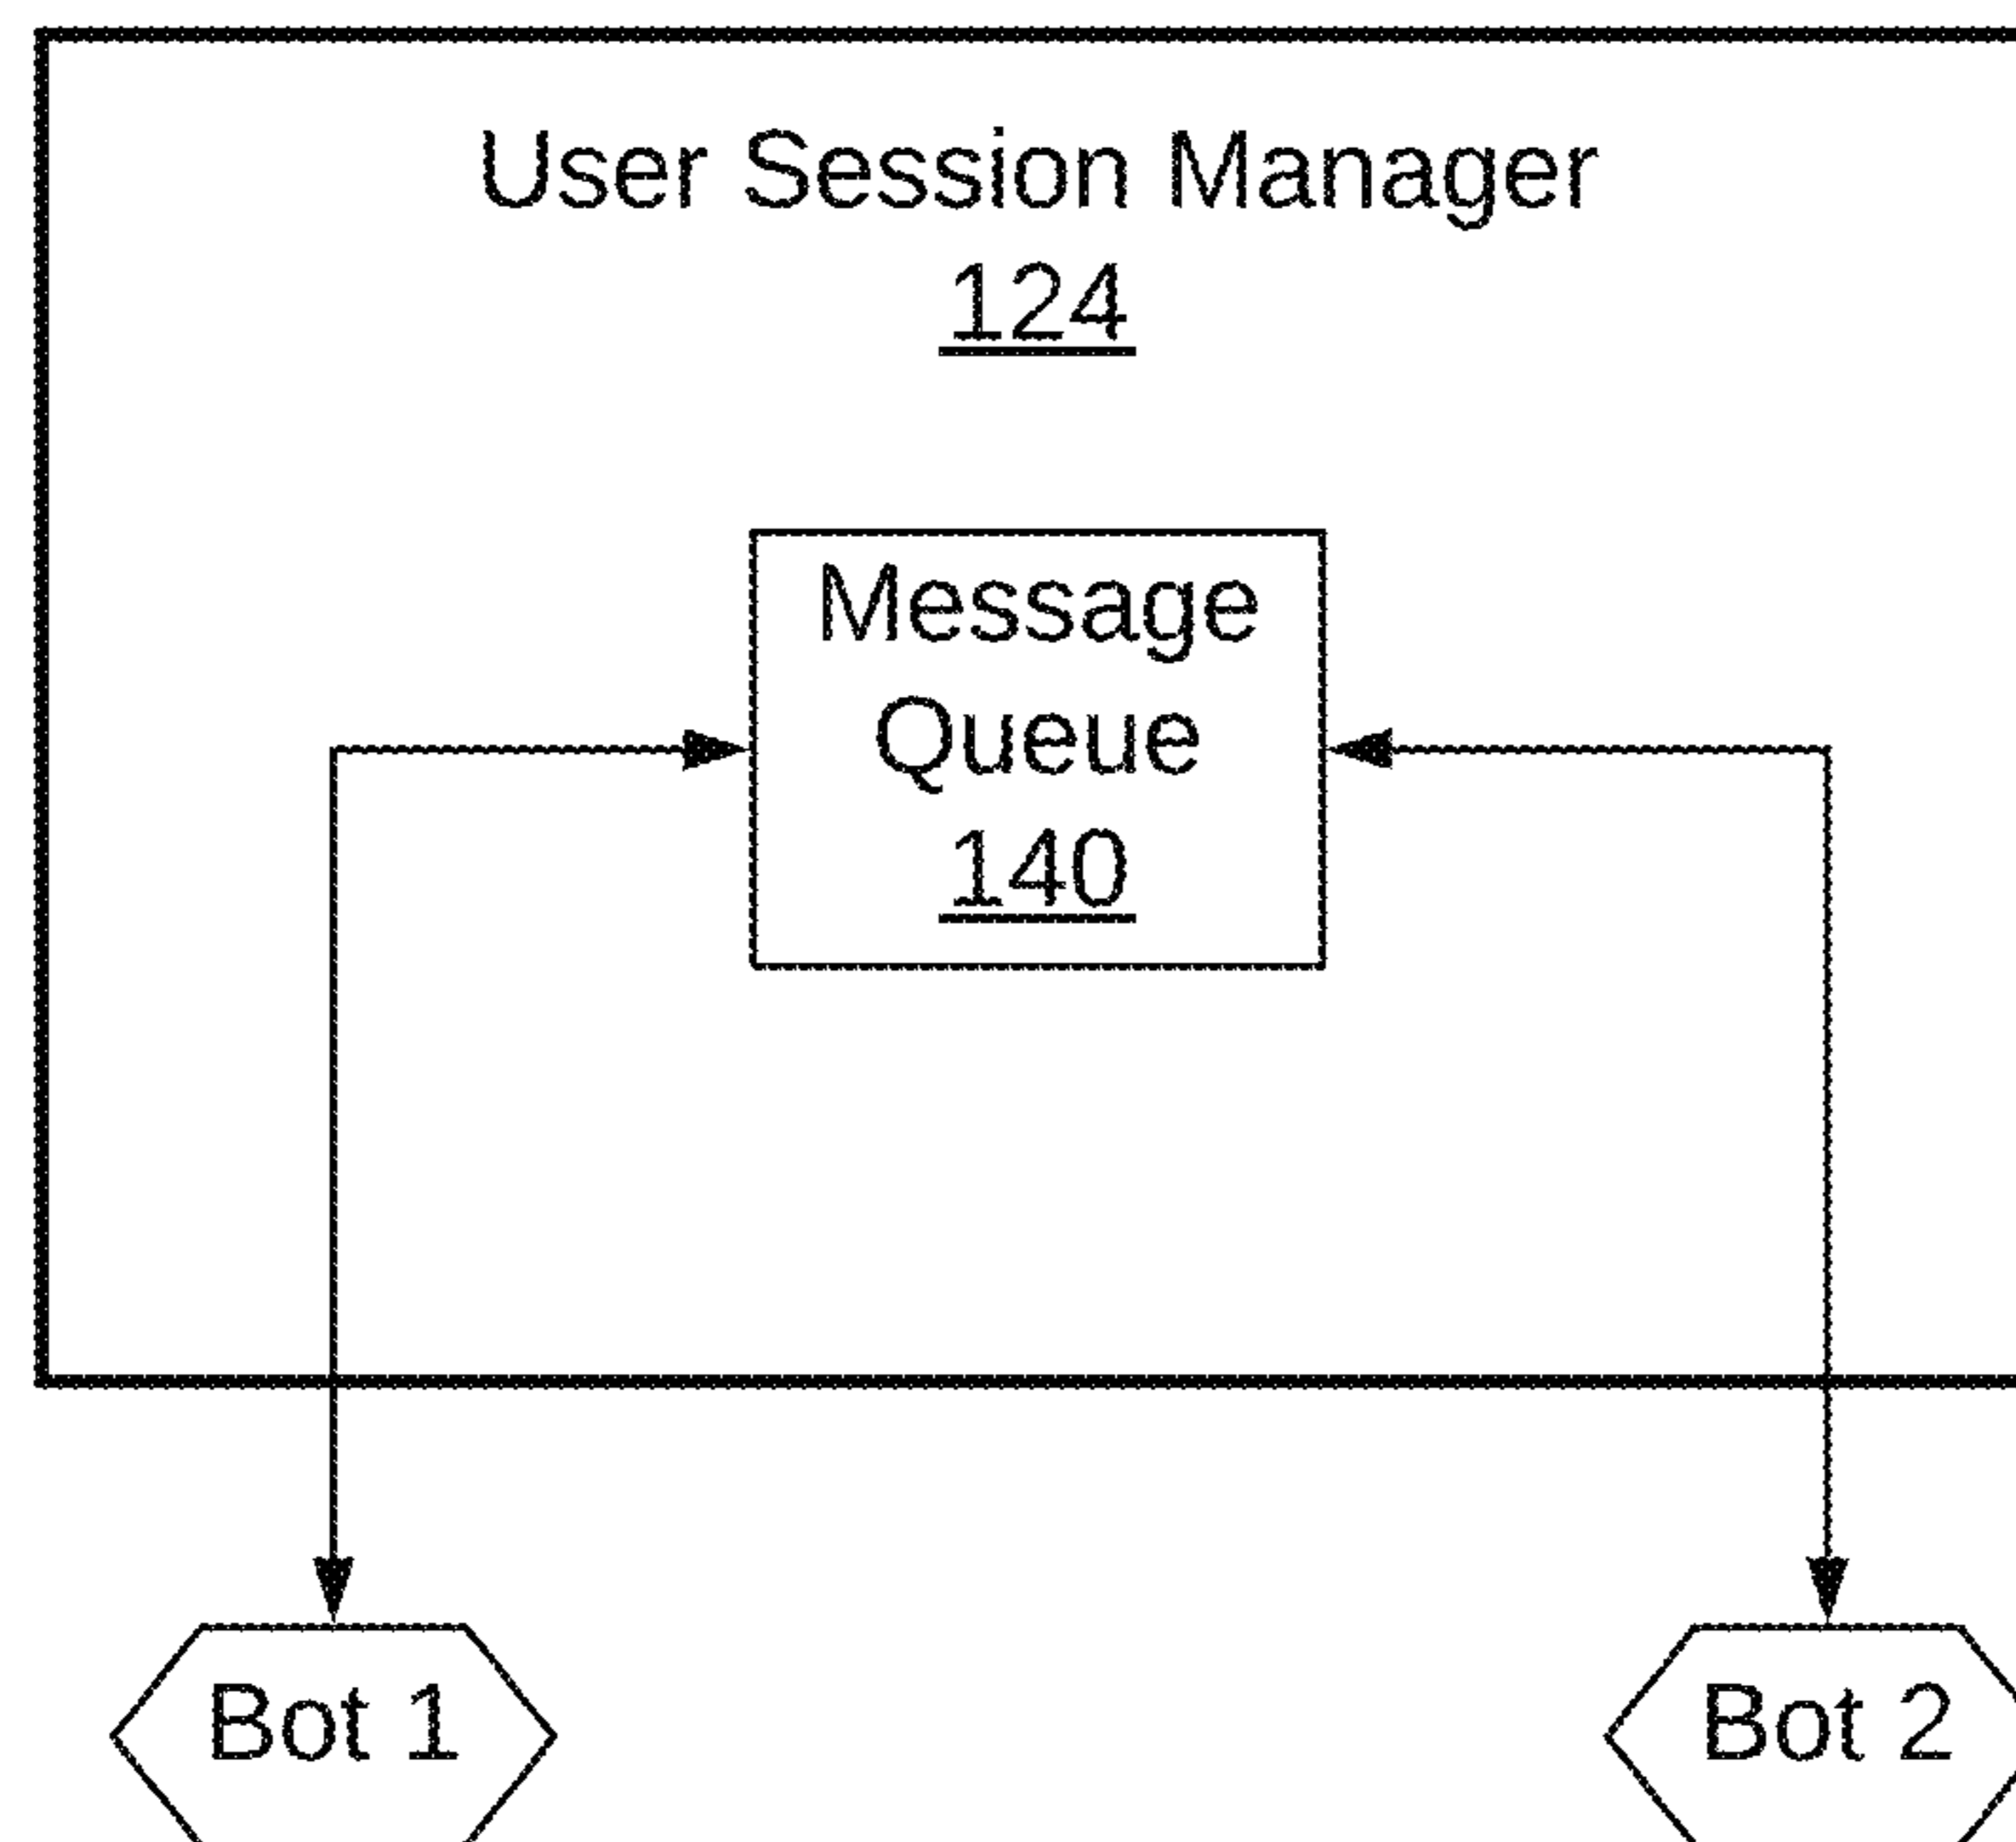 User Session Manager
124
Message
Queue
140
Bot 1
Bot 2